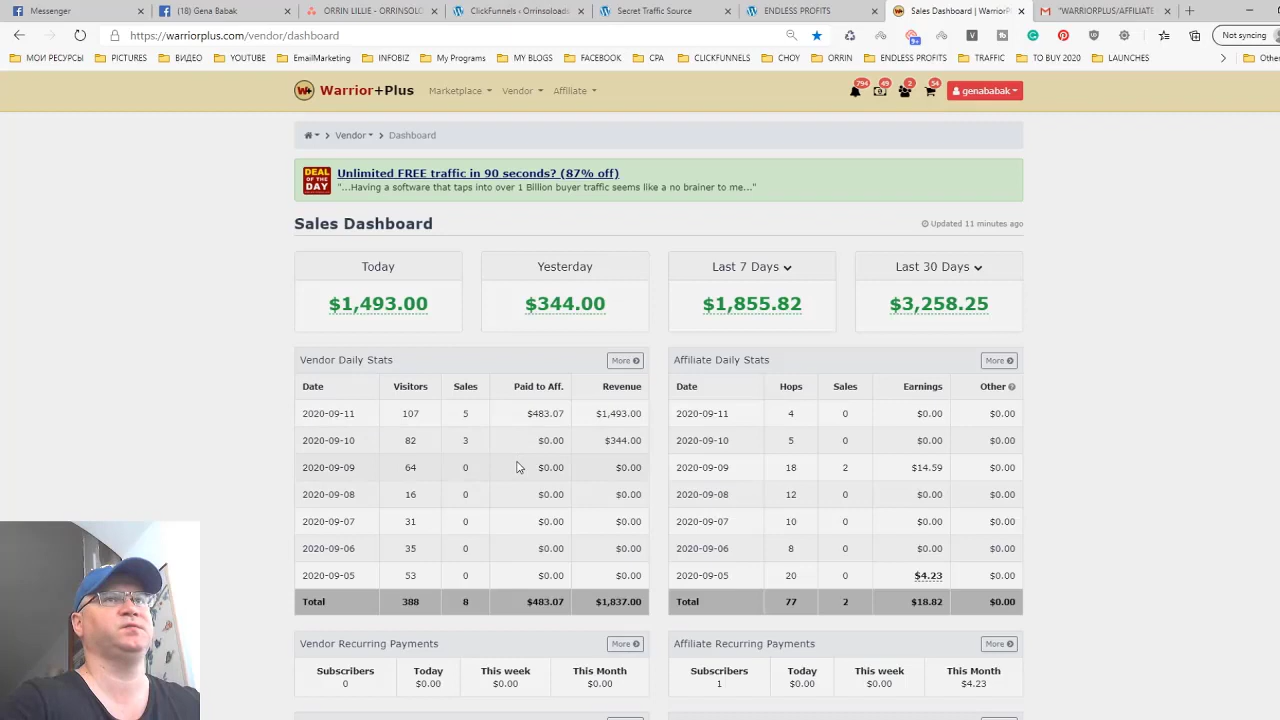 Messenger
(18) Gena Babak
ORRIN LILLIE - ORRINSOLO
ClickFunnels – Orrinsoloads
Secret Traffic Source
ENDLESS PROFITS
Sales Dashboard | WarriorP
"WARRIORPLUS/AFFILIATE
https://warriorplus.com/vendor/dashboard
9+
Not syncing
МОИ РЕСУРСЫ
PICTURES
ВИДЕО
YOUTUBE
EmailMarketing
INFOBIZ
My Programs
MY BLOGS
FACEBOOK
CPA
CLICKFUNNELS
CHOY
ORRIN
ENDLESS PROFITS
TRAFFIC
TO BUY 2020
LAUNCHES
Other
W+ Warrior+Plus
Marketplace
Vendor
Affiliate
794
49
2
54
genababak
Vendor
Dashboard
DEAL OF THE DAY
Unlimited FREE traffic in 90 seconds? (87% off)
"...Having a software that taps into over 1 Billion buyer traffic seems like a no brainer to me..."
Sales Dashboard
Updated 11 minutes ago
Today Yesterday Last 7 Days Last 30 Days
$1,493.00 $344.00 $1,855.82 $3,258.25
Vendor Daily Stats More
Date Visitors Sales Paid to Aff. Revenue
2020-09-11 107 5 $483.07 $1,493.00
2020-09-10 82 3 $0.00 $344.00
2020-09-09 64 0 $0.00 $0.00
2020-09-08 16 0 $0.00 $0.00
2020-09-07 31 0 $0.00 $0.00
2020-09-06 35 0 $0.00 $0.00
2020-09-05 53 0 $0.00 $0.00
Total 388 8 $483.07 $1,837.00
Affiliate Daily Stats More
Date Hops Sales Earnings Other
2020-09-11 4 0 $0.00 $0.00
2020-09-10 5 0 $0.00 $0.00
2020-09-09 18 2 $14.59 $0.00
2020-09-08 12 0 $0.00 $0.00
2020-09-07 10 0 $0.00 $0.00
2020-09-06 8 0 $0.00 $0.00
2020-09-05 20 0 $4.23 $0.00
Total 77 2 $18.82 $0.00
Vendor Recurring Payments More
Subscribers Today This week This Month
0 $0.00 $0.00 $0.00
Affiliate Recurring Payments More
Subscribers Today This week This Month
1 $0.00 $0.00 $4.23